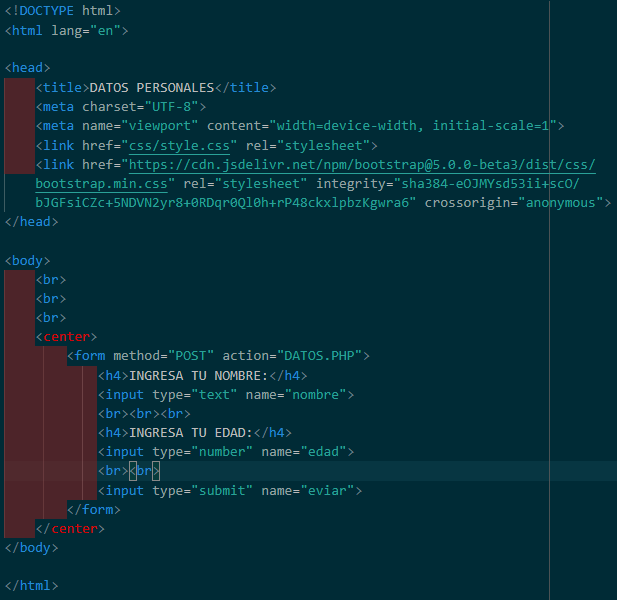 <!DOCTYPE html>
<html lang="en">
<head>
<title>DATOS PERSONALES</title>
<meta charset="UTF-8">
<meta name="viewport" content="width=device-width, initial-scale=1">
<link href="css/style.css" rel="stylesheet">
<link href="https://cdn.jsdelivr.net/npm/bootstrap@5.0.0-beta3/dist/css/
bootstrap.min.css" rel="stylesheet" integrity="sha384-eOJMYsd53ii+scO/
bJGFsiCZc+5NDVN2yr8+0RDqr0Ql0h+rP48ckxlpbzKgwra6" crossorigin="anonymous">
</head>
<body>
<br>
<br>
<br>
<center>
<form method="POST" action="DATOS.PHP">
<h4>INGRESA TU NOMBRE:</h4>
<input type="text" name="nombre">
<br><br><br>
<h4>INGRESA TU EDAD:</h4>
<input type="number" name="edad">
<br><br>
<input type="submit" name="eviar">
</form>
</center>
</body>
</html>